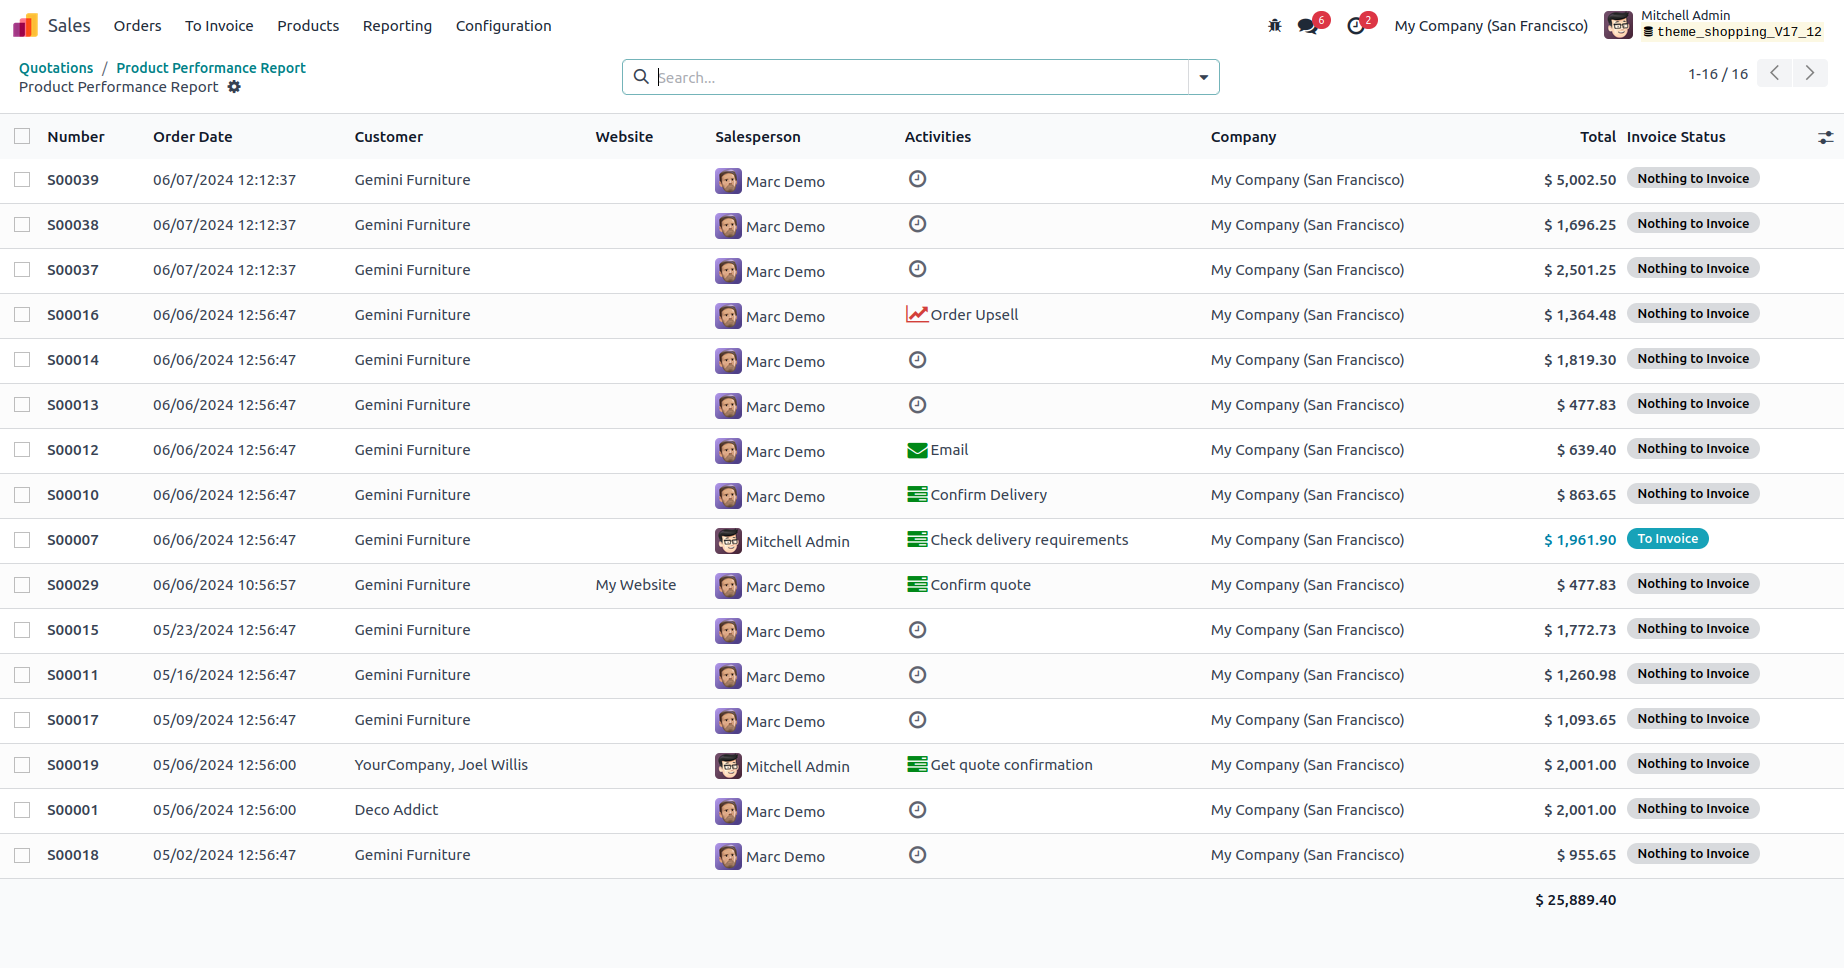 Sales Orders To Invoice Products Reporting Configuration 6 2 My Company (San Francisco) Mitchell Admin
theme_shopping_V17_12
Quotations / Product Performance Report
Product Performance Report
Search...
1-16 / 16
Number Order Date Customer Website Salesperson Activities Company Total Invoice Status
S00039 06/07/2024 12:12:37 Gemini Furniture Marc Demo My Company (San Francisco) $ 5,002.50 Nothing to Invoice
S00038 06/07/2024 12:12:37 Gemini Furniture Marc Demo My Company (San Francisco) $ 1,696.25 Nothing to Invoice
S00037 06/07/2024 12:12:37 Gemini Furniture Marc Demo My Company (San Francisco) $ 2,501.25 Nothing to Invoice
S00016 06/06/2024 12:56:47 Gemini Furniture Marc Demo Order Upsell My Company (San Francisco) $ 1,364.48 Nothing to Invoice
S00014 06/06/2024 12:56:47 Gemini Furniture Marc Demo My Company (San Francisco) $ 1,819.30 Nothing to Invoice
S00013 06/06/2024 12:56:47 Gemini Furniture Marc Demo My Company (San Francisco) $ 477.83 Nothing to Invoice
S00012 06/06/2024 12:56:47 Gemini Furniture Marc Demo Email My Company (San Francisco) $ 639.40 Nothing to Invoice
S00010 06/06/2024 12:56:47 Gemini Furniture Marc Demo Confirm Delivery My Company (San Francisco) $ 863.65 Nothing to Invoice
S00007 06/06/2024 12:56:47 Gemini Furniture Mitchell Admin Check delivery requirements My Company (San Francisco) $ 1,961.90 To Invoice
S00029 06/06/2024 10:56:57 Gemini Furniture My Website Marc Demo Confirm quote My Company (San Francisco) $ 477.83 Nothing to Invoice
S00015 05/23/2024 12:56:47 Gemini Furniture Marc Demo My Company (San Francisco) $ 1,772.73 Nothing to Invoice
S00011 05/16/2024 12:56:47 Gemini Furniture Marc Demo My Company (San Francisco) $ 1,260.98 Nothing to Invoice
S00017 05/09/2024 12:56:47 Gemini Furniture Marc Demo My Company (San Francisco) $ 1,093.65 Nothing to Invoice
S00019 05/06/2024 12:56:00 YourCompany, Joel Willis Mitchell Admin Get quote confirmation My Company (San Francisco) $ 2,001.00 Nothing to Invoice
S00001 05/06/2024 12:56:00 Deco Addict Marc Demo My Company (San Francisco) $ 2,001.00 Nothing to Invoice
S00018 05/02/2024 12:56:47 Gemini Furniture Marc Demo My Company (San Francisco) $ 955.65 Nothing to Invoice
$ 25,889.40